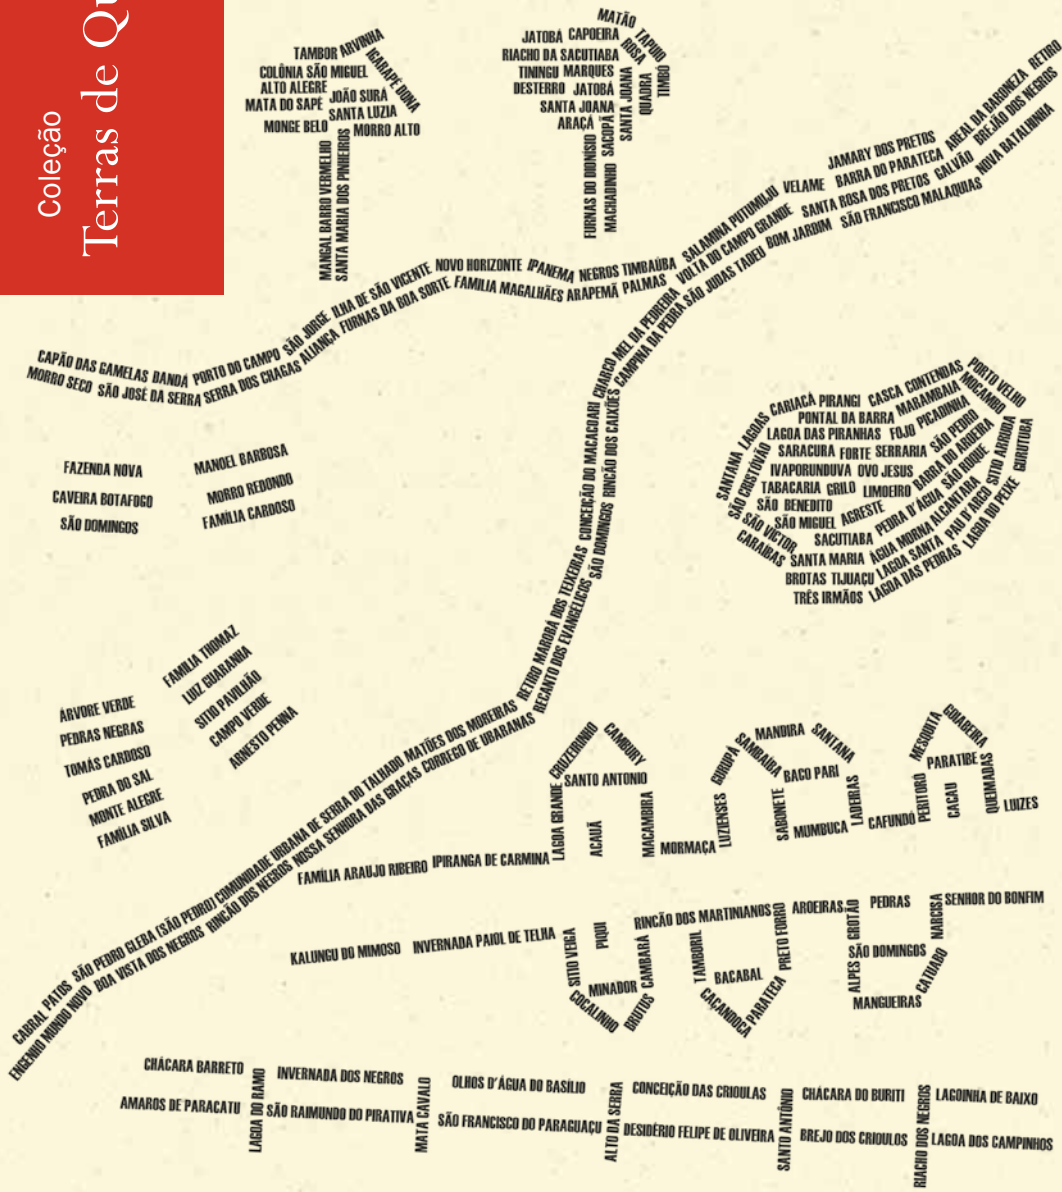 Coleção
Terras de Qu
MATÃO
TAPUIO
JATOBÁ CAPOEIRA
ROSA
TIMBÓ
RIACHO DA SACUTIABA
TININGU MARQUES
DESTERRO JATOBÁ
SANTA JOANA
QUADRA
SANTA JOANA
ARAÇÁ
SACOPÃ
FURNAS DO DIONÍSIO
MACHADINHO
TAMBOR ARVINHA
IGARAPÉ DONA
COLÔNIA SÃO MIGUEL
ALTO ALEGRE
MATA DO SAPÉ JOÃO SURÁ
SANTA LUZIA
MONGE BELO
MORRO ALTO
MANGAL BARRO VERMELHO
SANTA MARIA DOS PINHEIROS
CAPÃO DAS GAMELAS BANDÁ PORTO DO CAMPO SÃO JORGE ILHA DE SÃO VICENTE NOVO HORIZONTE IPANEMA NEGROS TIMBAÚBA SALAMINA PUTUMUJU VELAME BARRA DO PARATECA AREAL DA BARONEZA RETIRO
JAMARY DOS PRETOS
MORRO SECO SÃO JOSÉ DA SERRA SERRA DOS CHAGAS ALIANÇA FURNAS DA BOA SORTE FAMILIA MAGALHÃES ARAPEMÃ PALMAS
CABRAL PATOS SÃO PEDRO GLEBA (SÃO PEDRO) COMUNIDADE URBANA DE SERRA DO TALHADO MATÕES DOS MOREIRAS RETIRO MAROBÁ DOS TEIXEIRAS CONCEIÇÃO DO MACACOARI CHARCO MEL DA PEDREIRA VOLTA DO CAMPO GRANDE SANTA ROSA DOS PRETOS GALVÃO BREJÃO DOS NEGROS
ENGENHO MUNDO NOVO BOA VISTA DOS NEGROS RINCÃO DOS NEGROS NOSSA SENHORA DAS GRAÇAS CORREGO DE UBARANAS RECANTO DOS EVANGÉLICOS SÃO DOMINGOS RINCÃO DOS CAIXÕES CAMPINA DA PEDRA SÃO JUDAS TADEU BOM JARDIM SÃO FRANCISCO MALAQUIAS NOVA BATALHINHA
FAZENDA NOVA
CAVEIRA BOTAFOGO
SÃO DOMINGOS
MANOEL BARBOSA
MORRO REDONDO
FAMÍLIA CARDOSO
SANTANA LAGOAS CARIACÁ PIRANGI CASCA CONTENDAS PORTO VELHO
SÃO CRISTÓVÃO PONTAL DA BARRA MARAMBAIA MOCAMBO
LAGOA DAS PIRANHAS FOJO PICADINHA
SARACURA FORTE SERRARIA SÃO PEDRO
IVAPORUNDUVA OVO JESUS BARRA DO AROEIRA SITIO ARRUDA GURUTUBA
TABACARIA GRILO LIMOEIRO
SÃO BENEDITO
SÃO VICTOR SÃO MIGUEL AGRESTE PEDRA D'ÁGUA SÃO ROQUE
CARAIBAS
SACUTIABA
SANTA MARIA ÁGUA MORNA ALCANTARA
BROTAS TIJUAÇU LAGOA SANTA PAU D'ARCO
TRÊS IRMÃOS LAGOA DAS PEDRAS LAGOA DO PEIXE
FAMILIA THOMAZ
LUIZ GUARANHA
SITIO PAVILHÃO
CAMPO VERDE
ARNESTO PENNA
ÁRVORE VERDE
PEDRAS NEGRAS
TOMÁS CARDOSO
PEDRA DO SAL
MONTE ALEGRE
FAMÍLIA SILVA
FAMÍLIA ARAUJO RIBEIRO IPIRANGA DE CARMINA
LAGOA GRANDE
CRUZEIRINHO
CAMBURY
SANTO ANTONIO
ACAUÃ
MACAMBIRA
MORMAÇA
LUZIENSES
GURUPÁ
SAMBAÍBA
MANDIRA
SANTANA
BACO PARI
SABONETE
MUMBUCA
LADEIRAS
CAFUNDÓ
PERITORÓ
MESQUITA
GOIABEIRA
PARATIBE
CACAU
QUEIMADAS
LUIZES
KALUNGU DO MIMOSO INVERNADA PAIOL DE TELHA
SITIO VEIGA
PIQUI
MINADOR
COCALINHO
BRUTUS
CAMBARÁ
RINCÃO DOS MARTINIANOS
TAMBORIL
BACABAL
CAÇANDOCA
PARATECA
PRETO FORRO
AROEIRAS
GROTÃO
PEDRAS
NARCISA
SENHOR DO BONFIM
SÃO DOMINGOS
ALPES
MANGUEIRAS
CATUABO
CHÁCARA BARRETO
LAGOA DO RAMO
INVERNADA DOS NEGROS
MATA CAVALO
OLHOS D'ÁGUA DO BASÍLIO
ALTO DA SERRA
CONCEIÇÃO DAS CRIOULAS
SANTO ANTÔNIO
CHÁCARA DO BURITI
RIACHO DOS NEGROS
LAGOINHA DE BAIXO
AMAROS DE PARACATU
SÃO RAIMUNDO DO PIRATIVA
SÃO FRANCISCO DO PARAGUAÇU
DESIDÉRIO FELIPE DE OLIVEIRA
BREJO DOS CRIOULOS
LAGOA DOS CAMPINHOS